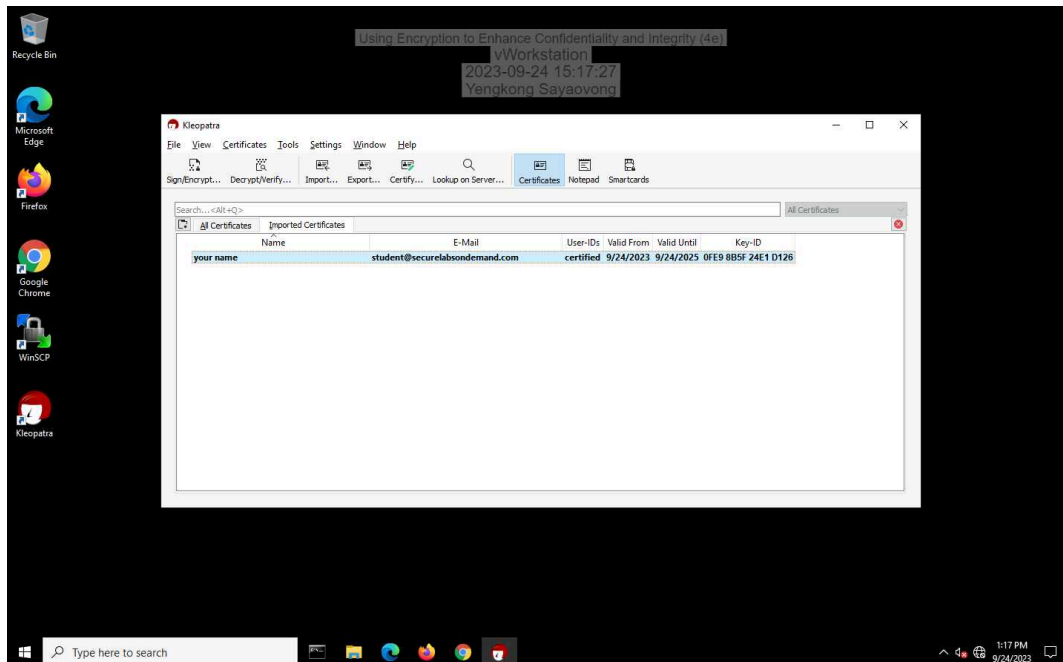 Recycle Bin
Using Encryption to Enhance Confidentiality and Integrity (4e)
vWorkstation
2023-09-24 15:17:27
Yengkong Sayaovong
Microsoft
Edge
Firefox
Google
Chrome
WinSCP
Kleopatra
Kleopatra
File View Certificates Tools Settings Window Help
Sign/Encrypt... Decrypt/Verify... Import... Export... Certify... Lookup on Server... Certificates Notepad Smartcards
Search...<Alt+Q> All Certificates
All Certificates Imported Certificates
Name E-Mail User-IDs Valid From Valid Until Key-ID
your name student@securelabsondemand.com certified 9/24/2023 9/24/2025 0FE9 8B5F 24E1 D126
Type here to search
1:17 PM
9/24/2023